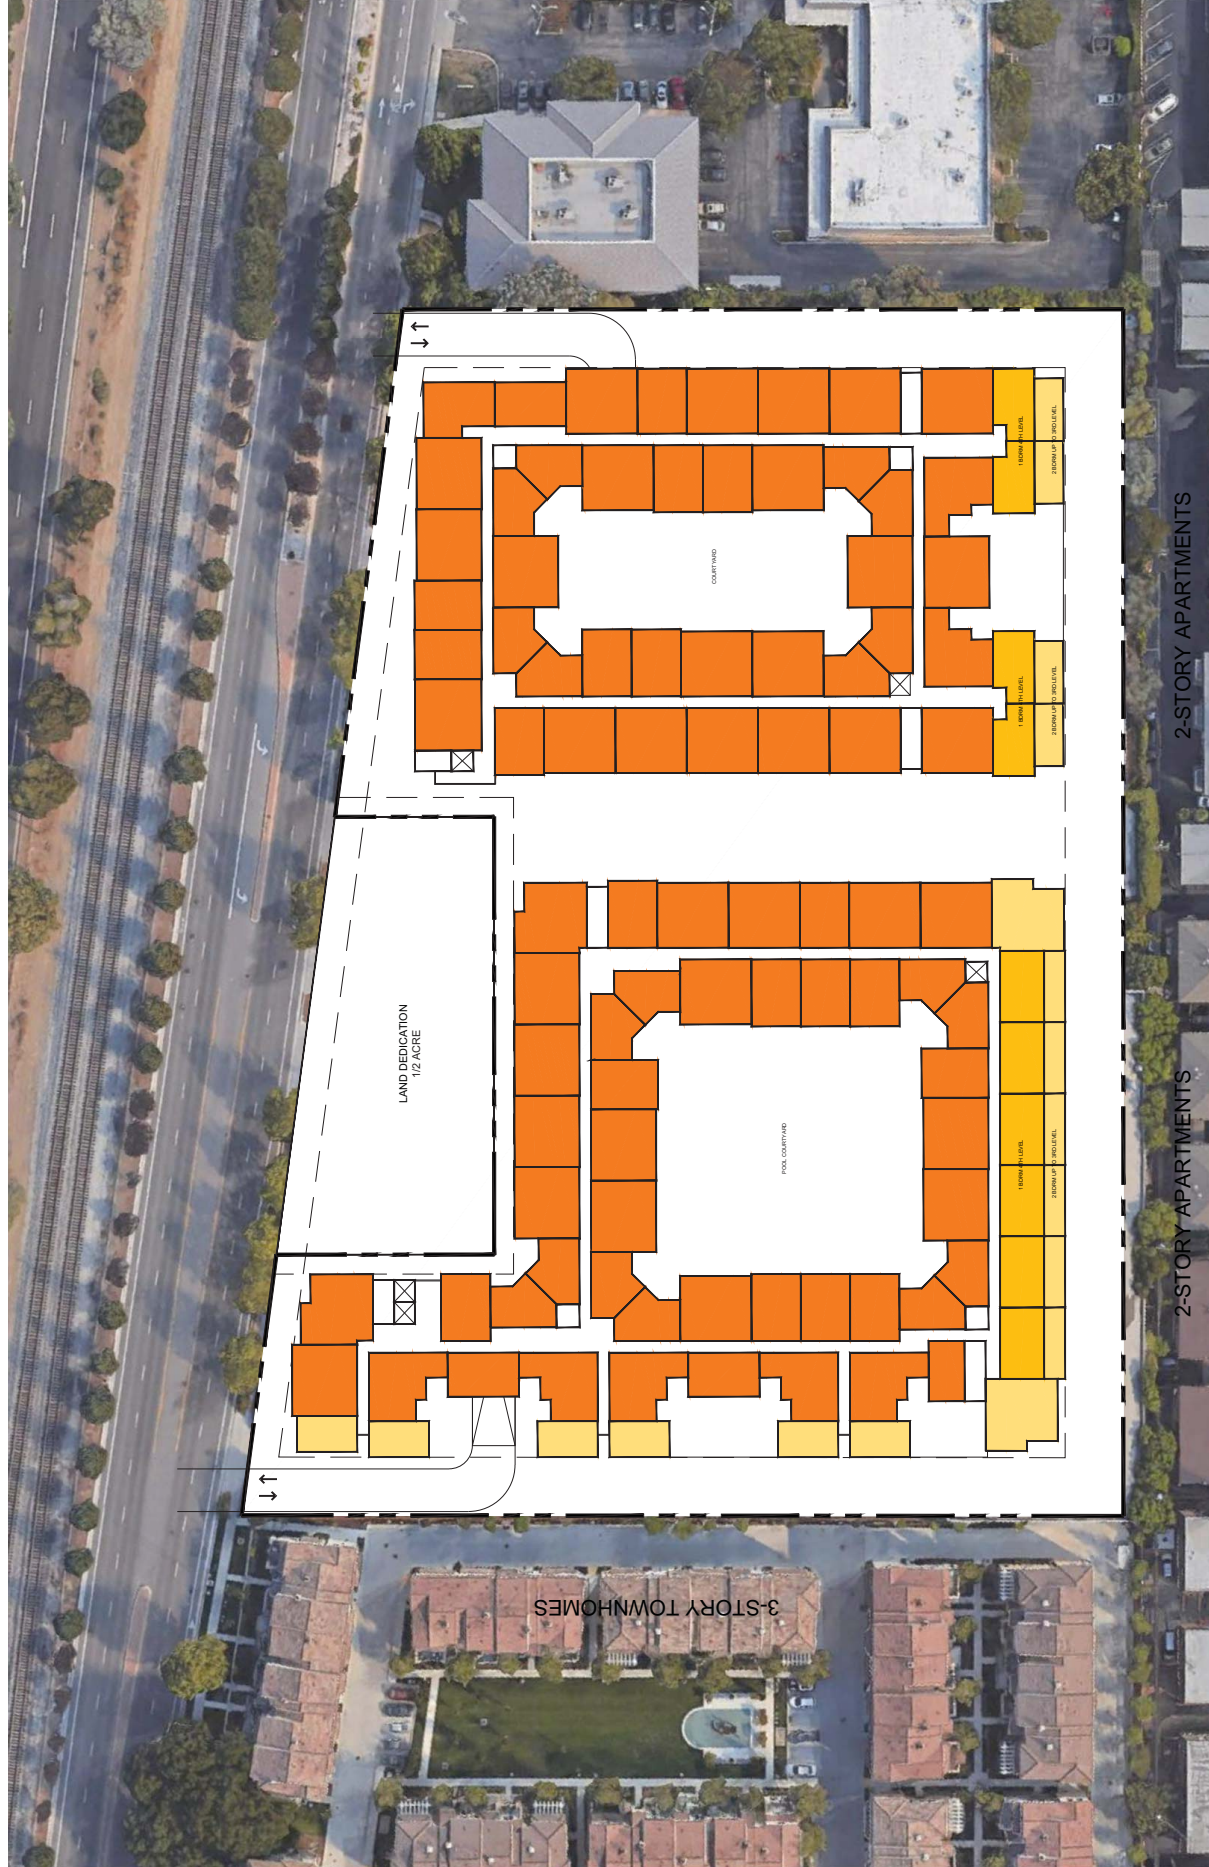 1 BDRM 4TH LEVEL
2 BDRM UP TO 3RD LEVEL
COURTYARD
2-STORY APARTMENTS
1 BDRM 4TH LEVEL
2 BDRM UP TO 3RD LEVEL
LAND DEDICATION
1/2 ACRE
POOL COURTYARD
1 BDRM 4TH LEVEL
2 BDRM UP TO 3RD LEVEL
2-STORY APARTMENTS
3-STORY TOWNHOMES